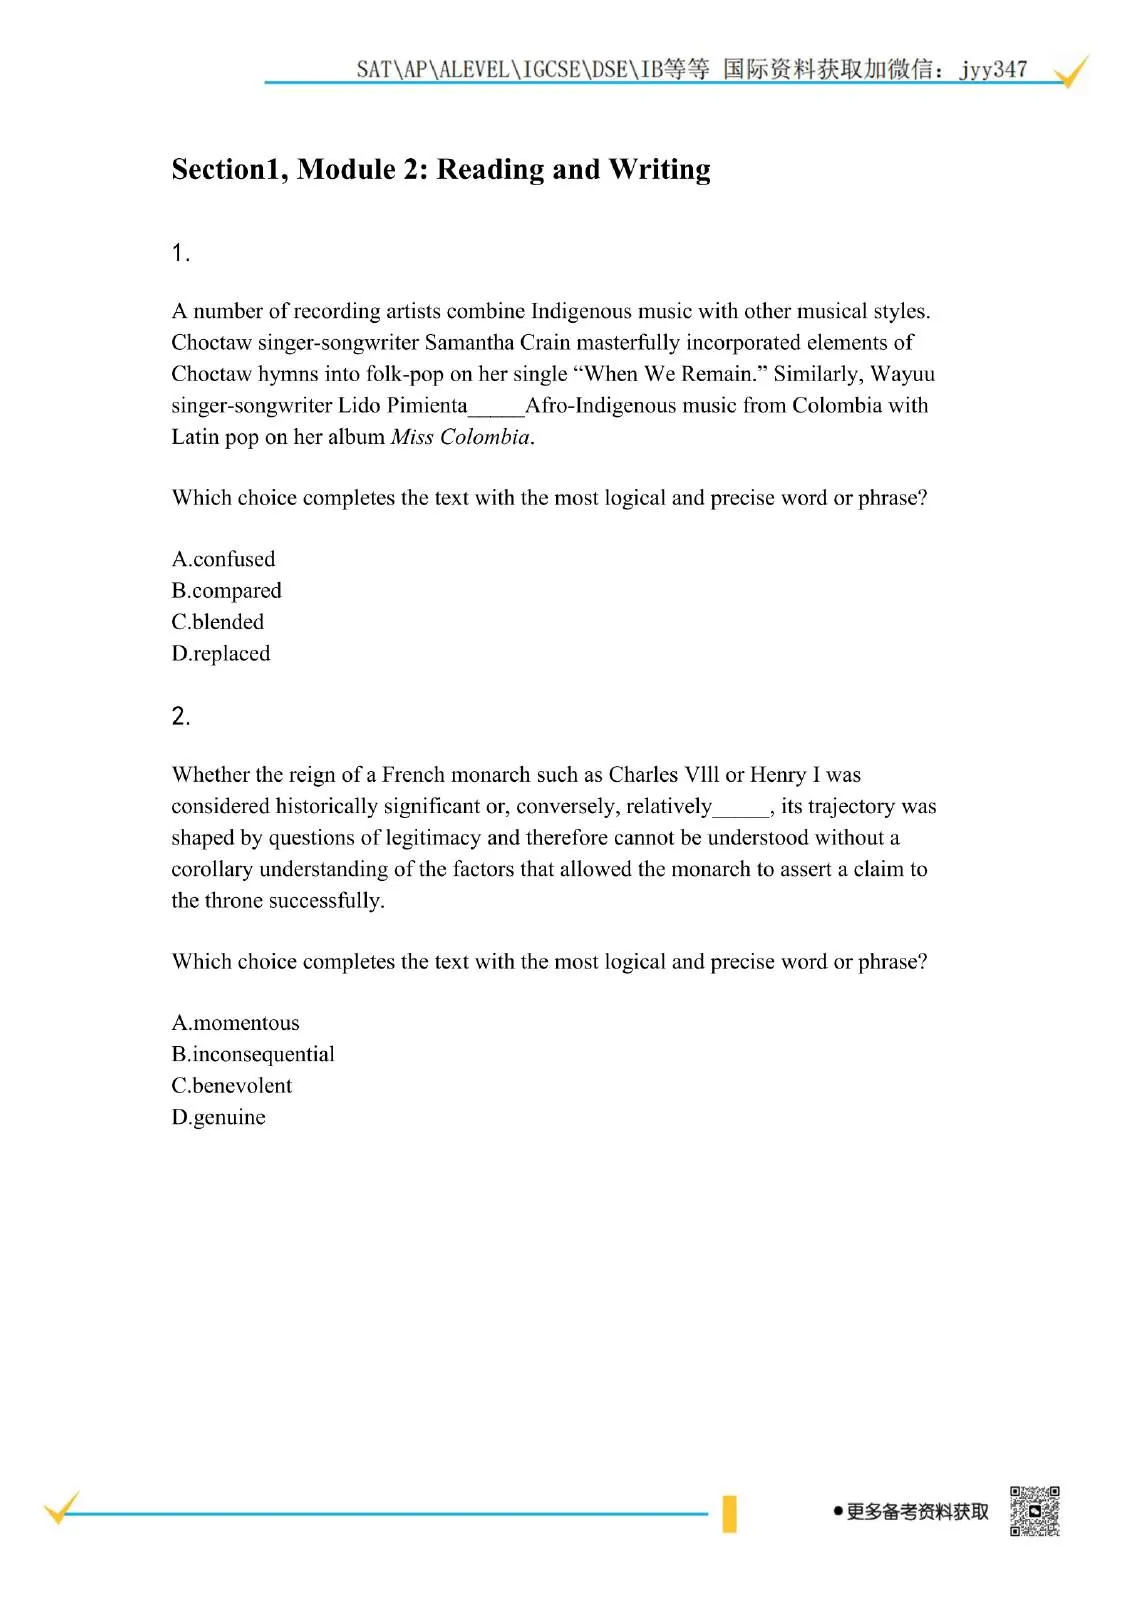 SAT\AP\ALEVEL\IGCSE\DSE\IB等等 国际资料获取加微信: jyy347
Section1, Module 2: Reading and Writing
1.
A number of recording artists combine Indigenous music with other musical styles.
Choctaw singer-songwriter Samantha Crain masterfully incorporated elements of
Choctaw hymns into folk-pop on her single “When We Remain.” Similarly, Wayuu
singer-songwriter Lido Pimienta_____Afro-Indigenous music from Colombia with
Latin pop on her album Miss Colombia.
Which choice completes the text with the most logical and precise word or phrase?
A.confused
B.compared
C.blended
D.replaced
2.
Whether the reign of a French monarch such as Charles Vlll or Henry I was
considered historically significant or, conversely, relatively_____, its trajectory was
shaped by questions of legitimacy and therefore cannot be understood without a
corollary understanding of the factors that allowed the monarch to assert a claim to
the throne successfully.
Which choice completes the text with the most logical and precise word or phrase?
A.momentous
B.inconsequential
C.benevolent
D.genuine
●更多备考资料获取